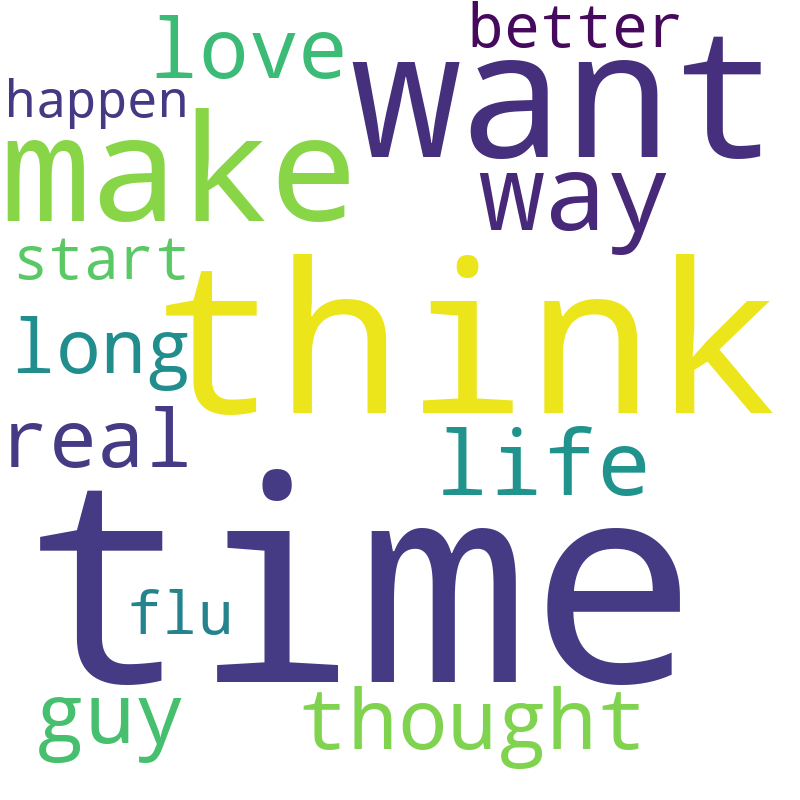 better
love
want
happen
make
way
start
think
long
real
life
time
flu
guy
thought